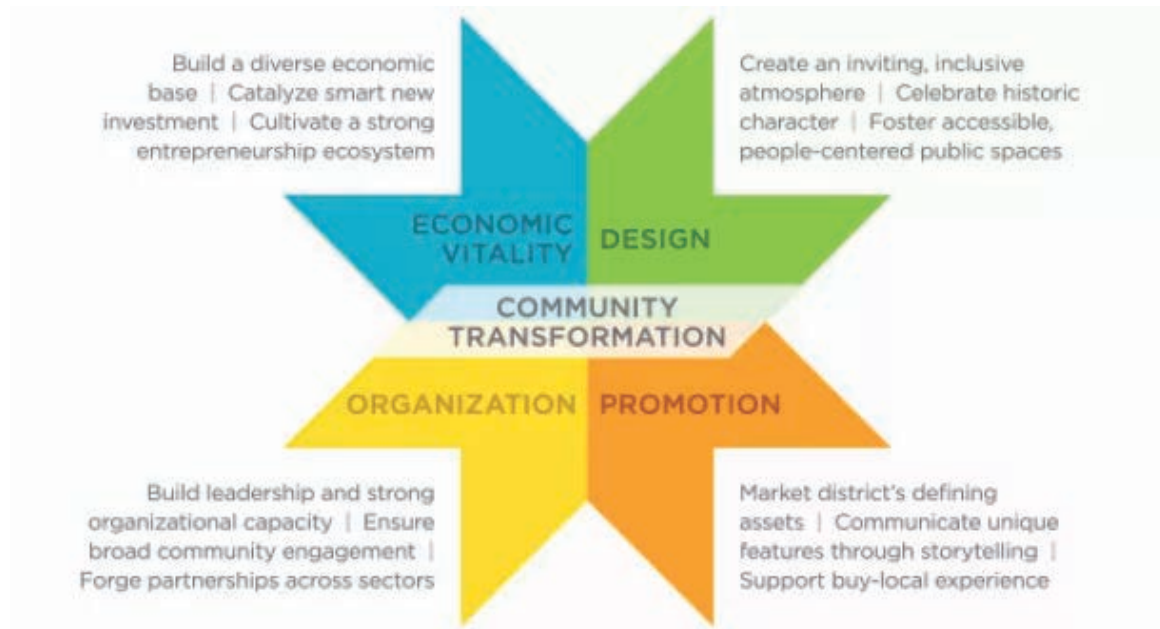 Build a diverse economic
base | Catalyze smart new
investment | Cultivate a strong
entrepreneurship ecosystem
Create an inviting, inclusive
atmosphere | Celebrate historic
character | Foster accessible,
people-centered public spaces
ECONOMIC
VITALITY
DESIGN
COMMUNITY
TRANSFORMATION
ORGANIZATION
PROMOTION
Build leadership and strong
organizational capacity | Ensure
broad community engagement |
Forge partnerships across sectors
Market district's defining
assets | Communicate unique
features through storytelling |
Support buy-local experience